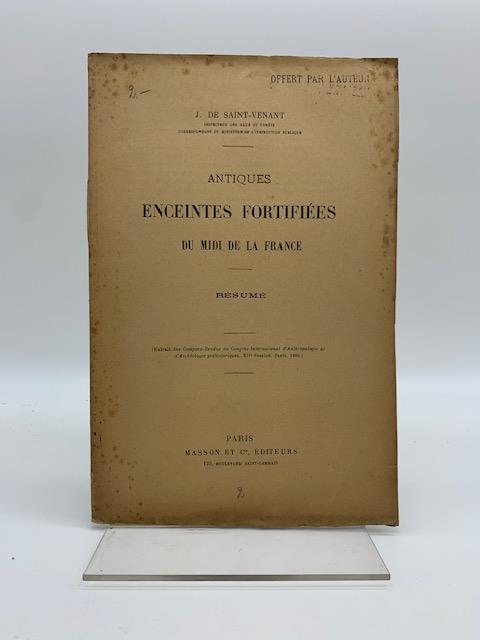 2.-
OFFERT PAR L'AUTEUR
J. DE SAINT-VENANT
INSPECTEUR DES EAUX ET FORÊTS
CORRESPONDANT DU MINISTÈRE DE L'INSTRUCTION PUBLIQUE
ANTIQUES
ENCEINTES FORTIFIÉES
DU MIDI DE LA FRANCE
RÉSUMÉ
(Extrait des Comptes-Rendus du Congrès International d'Anthropologie et
d'Archéologie préhistoriques, XIIe Session, Paris, 1900.)
PARIS
MASSON ET Cie, ÉDITEURS
120, BOULEVARD SAINT-GERMAIN
2